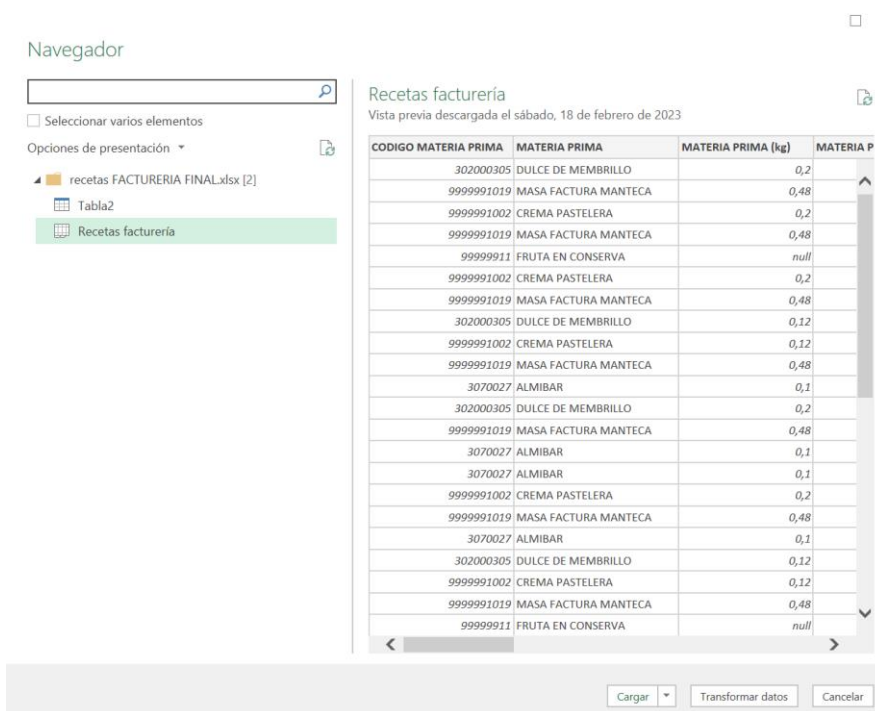 Navegador
Seleccionar varios elementos
Opciones de presentación
recetas FACTURERIA FINAL.xlsx [2]
Tabla2
Recetas facturería
Recetas facturería
Vista previa descargada el sábado, 18 de febrero de 2023
CODIGO MATERIA PRIMA MATERIA PRIMA MATERIA PRIMA (kg) MATERIA P
302000305 DULCE DE MEMBRILLO 0,2
9999991019 MASA FACTURA MANTECA 0,48
9999991002 CREMA PASTELERA 0,2
9999991019 MASA FACTURA MANTECA 0,48
99999911 FRUTA EN CONSERVA null
9999991002 CREMA PASTELERA 0,2
9999991019 MASA FACTURA MANTECA 0,48
302000305 DULCE DE MEMBRILLO 0,12
9999991002 CREMA PASTELERA 0,12
9999991019 MASA FACTURA MANTECA 0,48
3070027 ALMIBAR 0,1
302000305 DULCE DE MEMBRILLO 0,2
9999991019 MASA FACTURA MANTECA 0,48
3070027 ALMIBAR 0,1
3070027 ALMIBAR 0,1
9999991002 CREMA PASTELERA 0,2
9999991019 MASA FACTURA MANTECA 0,48
3070027 ALMIBAR 0,1
302000305 DULCE DE MEMBRILLO 0,12
9999991002 CREMA PASTELERA 0,12
9999991019 MASA FACTURA MANTECA 0,48
99999911 FRUTA EN CONSERVA null
Cargar Transformar datos Cancelar